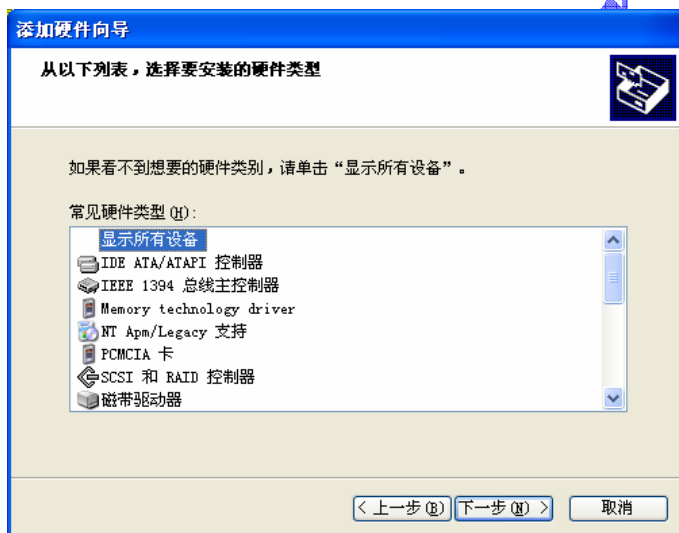 添加硬件向导
从以下列表，选择要安装的硬件类型
如果看不到想要的硬件类别，请单击“显示所有设备”。
常见硬件类型(H):
显示所有设备
IDE ATA/ATAPI 控制器
IEEE 1394 总线主控制器
Memory technology driver
NT Apm/Legacy 支持
PCMCIA 卡
SCSI 和 RAID 控制器
磁带驱动器
< 上一步(B) 下一步(N) > 取消